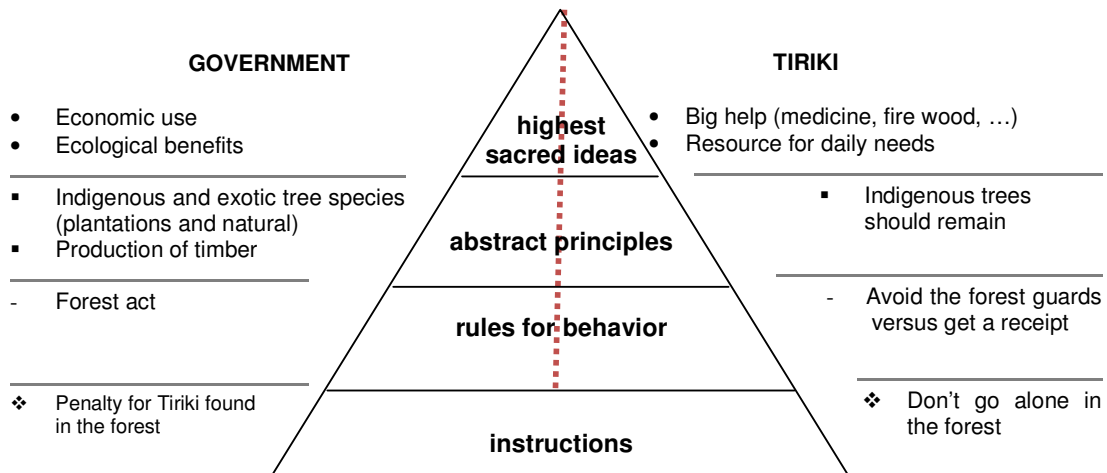 GOVERNMENT
• Economic use
• Ecological benefits
▪ Indigenous and exotic tree species
(plantations and natural)
▪ Production of timber
- Forest act
❖ Penalty for Tiriki found
in the forest
highest
sacred ideas
abstract principles
rules for behavior
instructions
TIRIKI
• Big help (medicine, fire wood, …)
• Resource for daily needs
▪ Indigenous trees
should remain
- Avoid the forest guards
versus get a receipt
❖ Don't go alone in
the forest